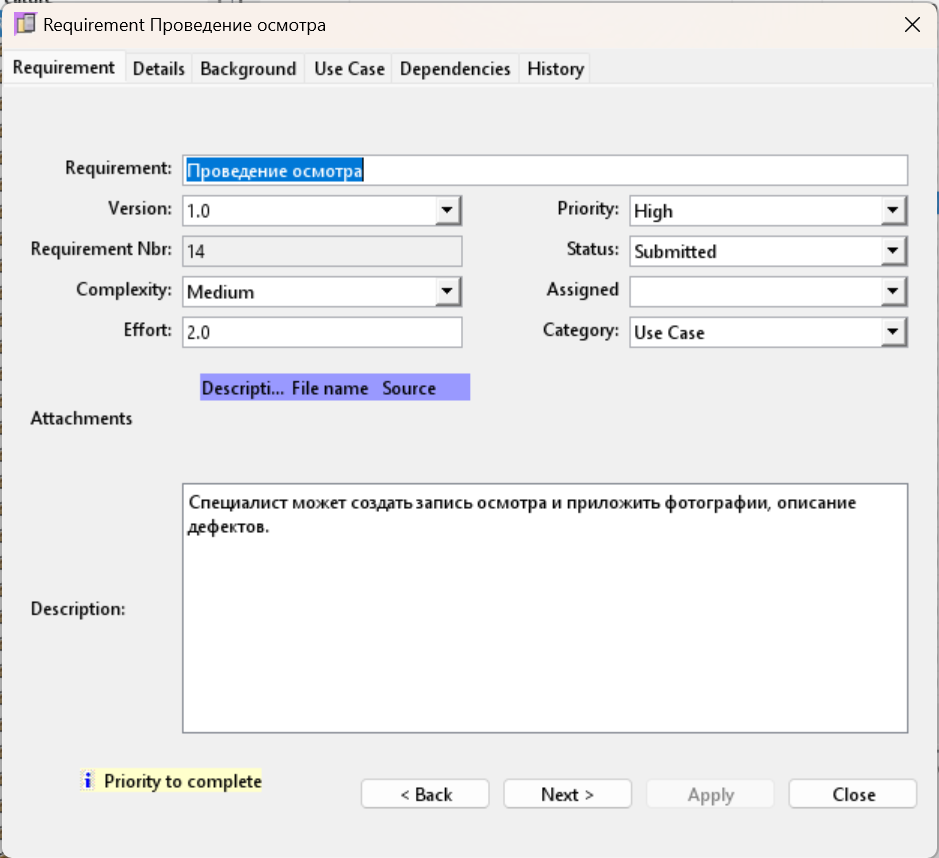 Requirement Проведение осмотра
Requirement Details Background Use Case Dependencies History
Requirement: Проведение осмотра
Version: 1.0 Priority: High
Requirement Nbr: 14 Status: Submitted
Complexity: Medium Assigned
Effort: 2.0 Category: Use Case
Descripti... File name Source
Attachments
Специалист может создать запись осмотра и приложить фотографии, описание
дефектов.
Description:
Priority to complete
< Back Next > Apply Close